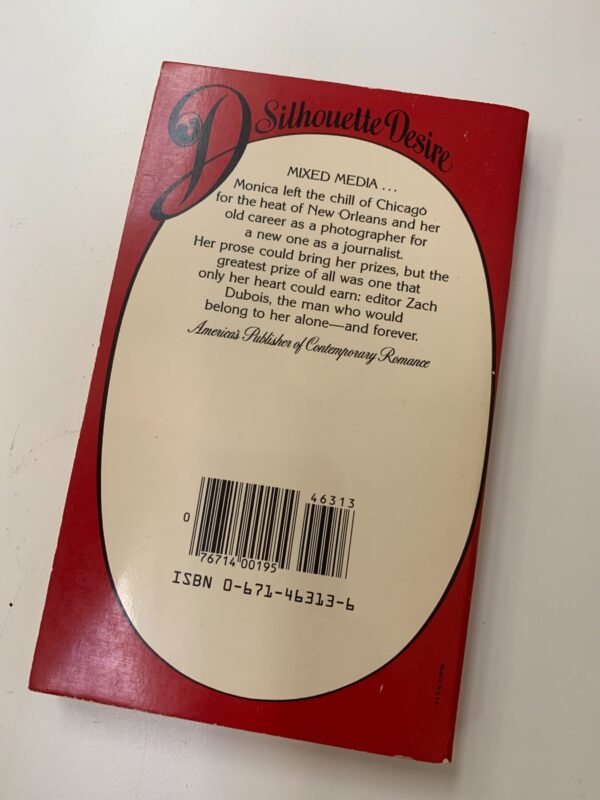 D Silhouette Desire
MIXED MEDIA...
Monica left the chill of Chicago
for the heat of New Orleans and her
old career as a photographer for
a new one as a journalist.
Her prose could bring her prizes, but the
greatest prize of all was one that
only her heart could earn: editor Zach
Dubois, the man who would
belong to her alone—and forever.
America's Publisher of Contemporary Romance
46313
0
76714 00195
ISBN 0-671-46313-6